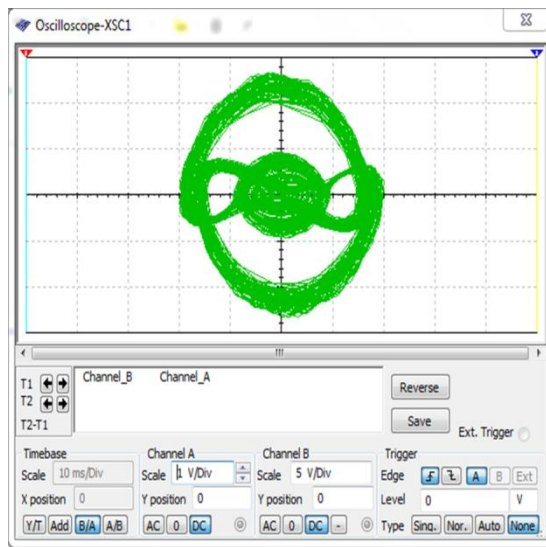 Oscilloscope-XSC1
T1
T2
T2-T1
Channel_B Channel_A
Reverse
Save
Ext. Trigger
Timebase
Scale 10 ms/Div
X position 0
Y/T Add B/A A/B
Channel A
Scale 1 V/Div
Y position 0
AC 0 DC
Channel B
Scale 5 V/Div
Y position 0
AC 0 DC -
Trigger
Edge A B Ext
Level 0 V
Type Sing. Nor. Auto None